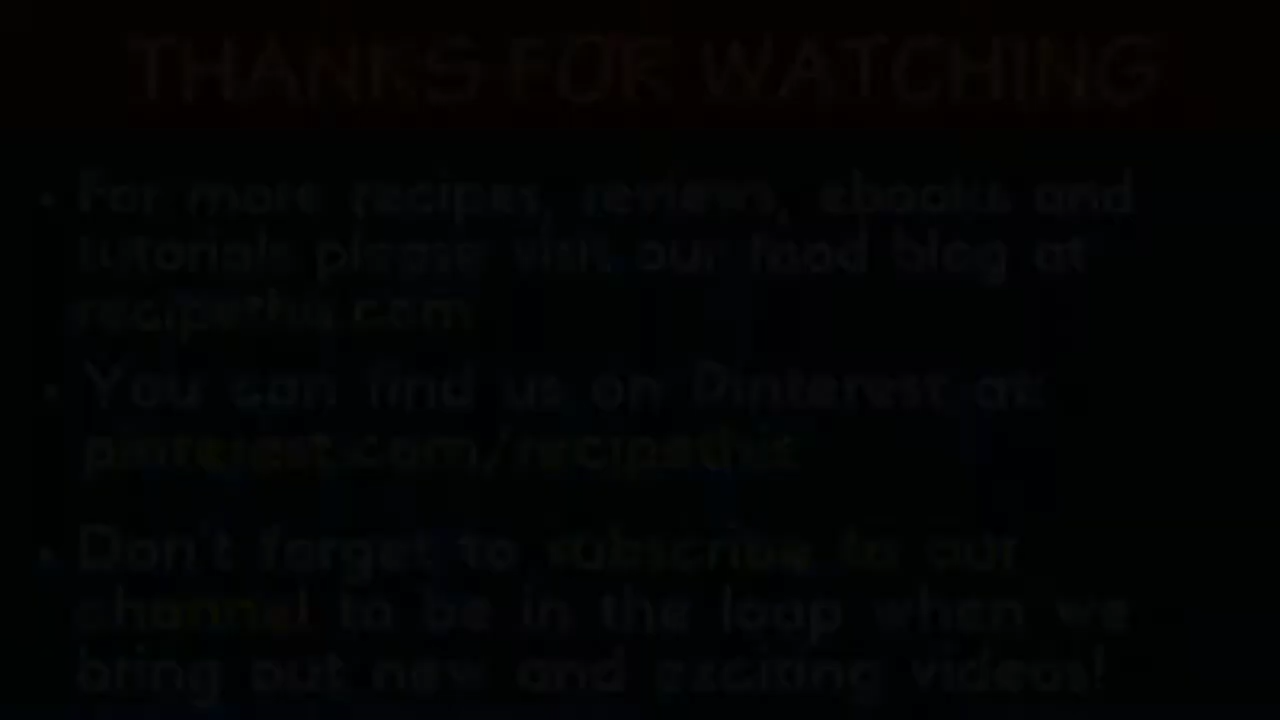 THANKS FOR WATCHING
• For more recipes, reviews, ebooks and
tutorials please visit our food blog at
recipethis.com
• You can find us on Pinterest at:
pinterest.com/recipethis
• Don't forget to subscribe to our
channel to be in the loop when we
bring out new and exciting videos!